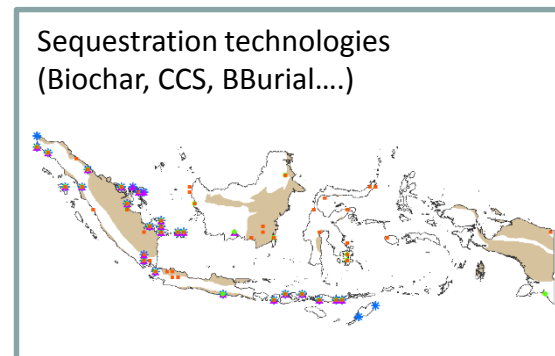 Sequestration technologies
(Biochar, CCS, BBurial....)